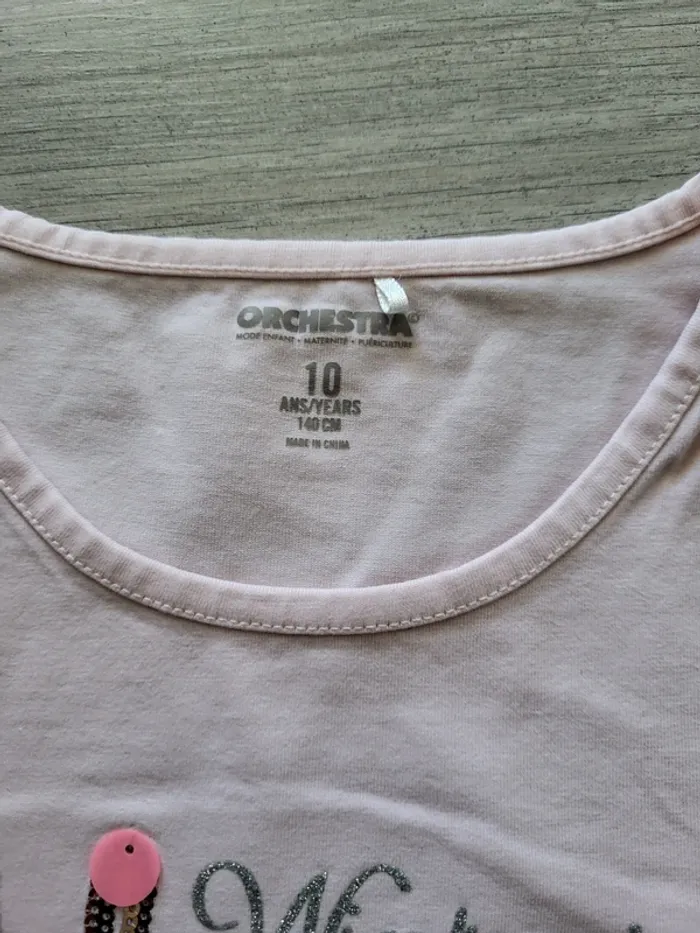 ORCHESTRA©
MODE ENFANT • MATERNITÉ • PUÉRICULTURE
10
ANS/YEARS
140 CM
MADE IN CHINA